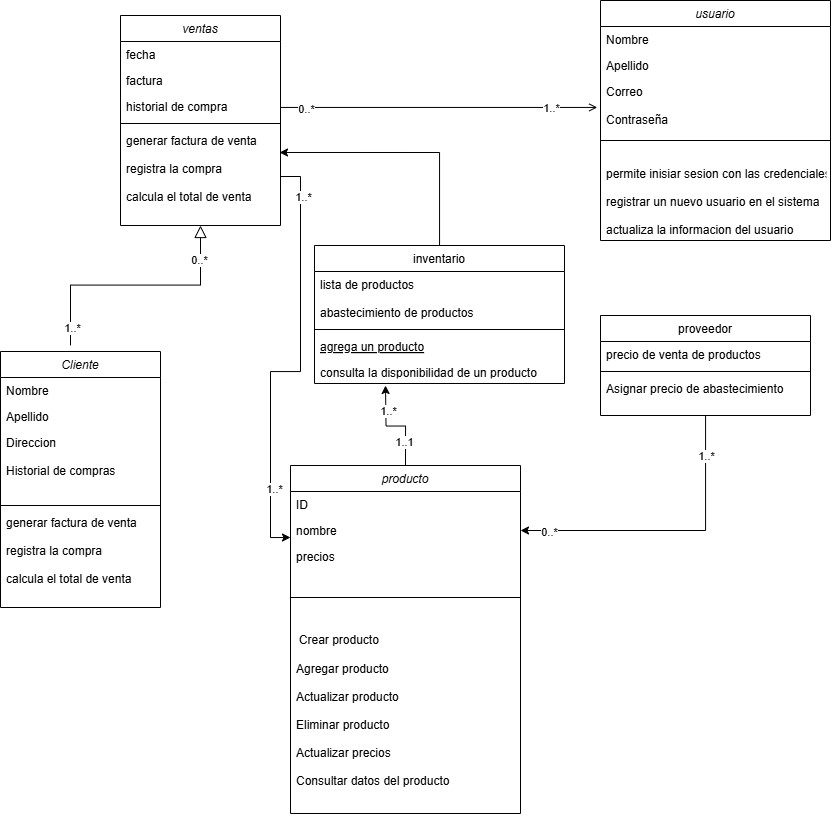 ventas
fecha
factura
historial de compra
generar factura de venta
registra la compra
calcula el total de venta
usuario
Nombre
Apellido
Correo
Contraseña
permite inisiar sesion con las credenciales
registrar un nuevo usuario en el sistema
actualiza la informacion del usuario
0..*
1..*
1..*
0..*
1..*
inventario
lista de productos
abastecimiento de productos
agrega un producto
consulta la disponibilidad de un producto
proveedor
precio de venta de productos
Asignar precio de abastecimiento
Cliente
Nombre
Apellido
Direccion
Historial de compras
generar factura de venta
registra la compra
calcula el total de venta
1..*
1..1
1..*
1..*
0..*
producto
ID
nombre
precios
Crear producto
Agregar producto
Actualizar producto
Eliminar producto
Actualizar precios
Consultar datos del producto